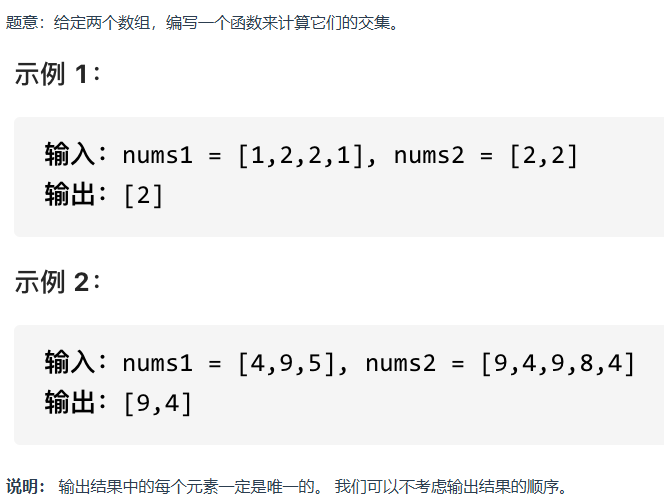 题意：给定两个数组，编写一个函数来计算它们的交集。
示例 1：
输入：nums1 = [1,2,2,1], nums2 = [2,2]
输出：[2]
示例 2：
输入：nums1 = [4,9,5], nums2 = [9,4,9,8,4]
输出：[9,4]
说明： 输出结果中的每个元素一定是唯一的。 我们可以不考虑输出结果的顺序。